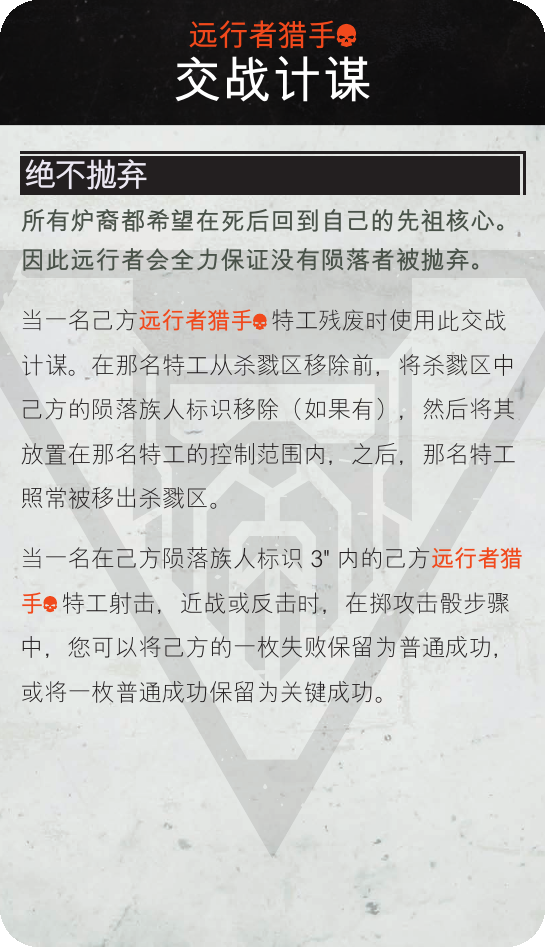 远行者猎手
交战计谋
绝不抛弃
所有炉裔都希望在死后回到自己的先祖核心。
因此远行者会全力保证没有陨落者被抛弃。
当一名己方远行者猎手特工残废时使用此交战
计谋。在那名特工从杀戮区移除前，将杀戮区中
己方的陨落族人标识移除（如果有），然后将其
放置在那名特工的控制范围内，之后，那名特工
照常被移出杀戮区。
当一名在己方陨落族人标识 3" 内的己方远行者猎
手特工射击，近战或反击时，在掷攻击骰步骤
中，您可以将己方的一枚失败保留为普通成功，
或将一枚普通成功保留为关键成功。